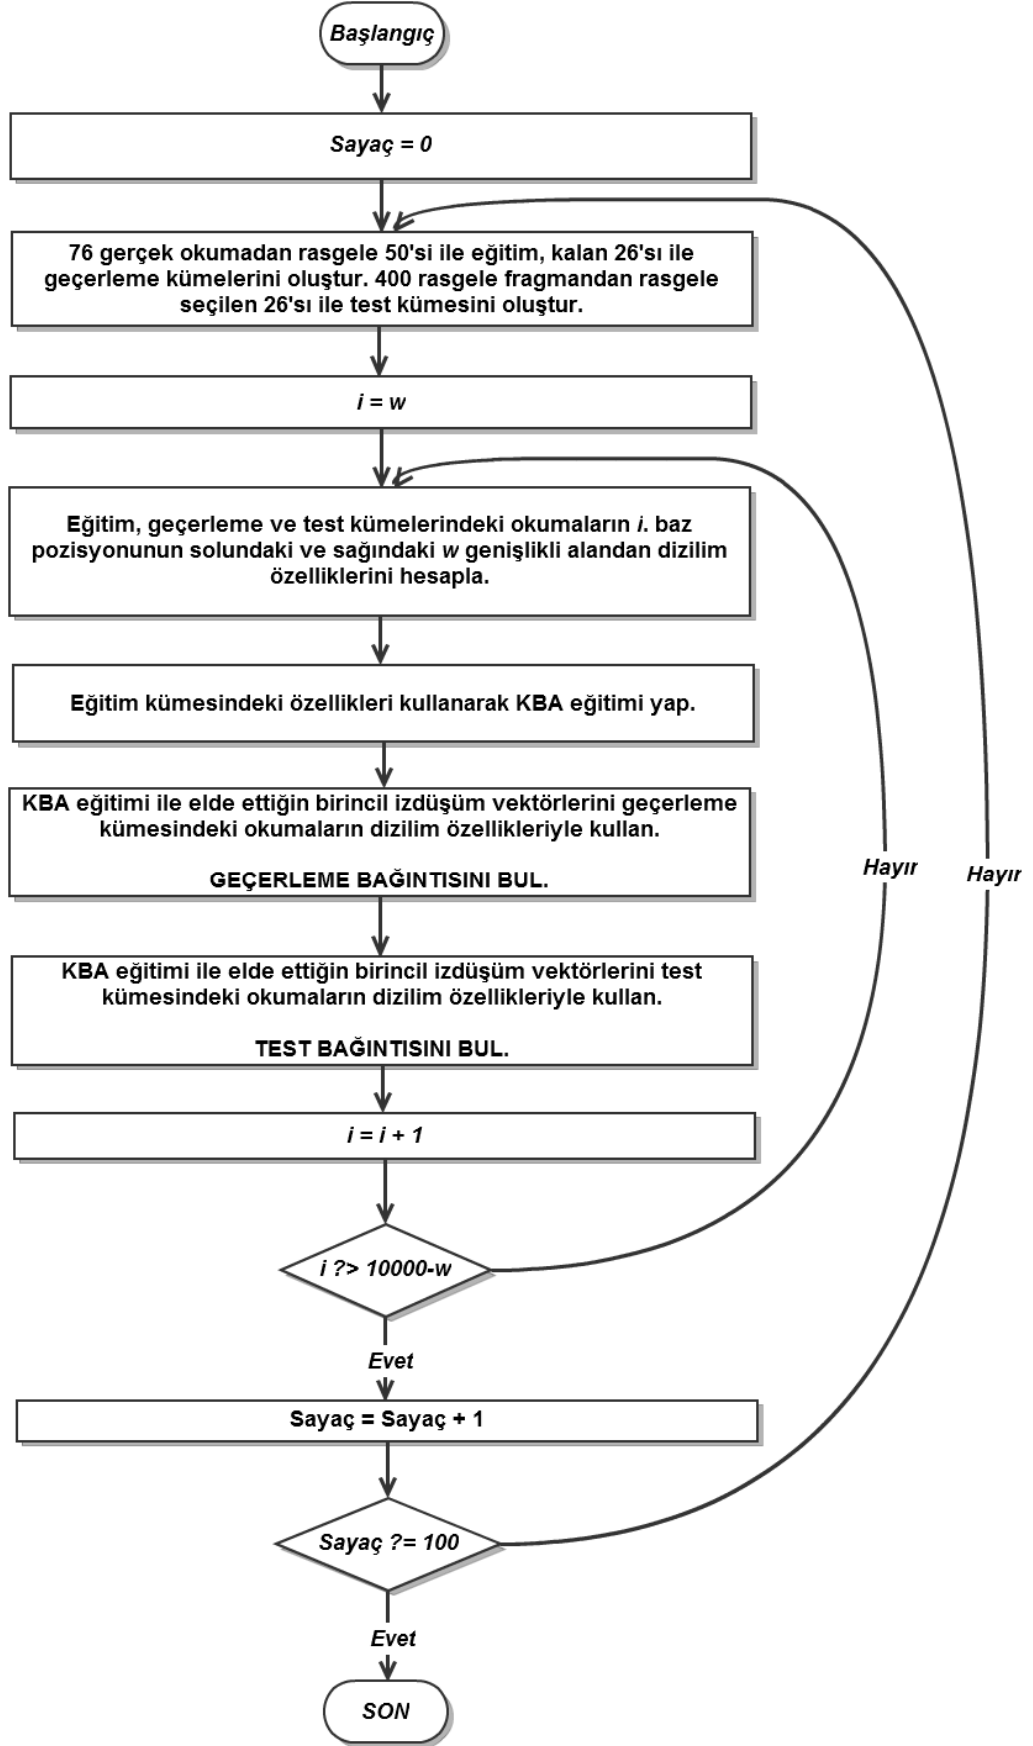 Başlangıç
Sayaç = 0
76 gerçek okumadan rasgele 50'si ile eğitim, kalan 26'sı ile
geçerleme kümelerini oluştur. 400 rasgele fragmandan rasgele
seçilen 26'sı ile test kümesini oluştur.
i = w
Eğitim, geçerleme ve test kümelerindeki okumaların i. baz
pozisyonunun solundaki ve sağındaki w genişlikli alandan dizilim
özelliklerini hesapla.
Eğitim kümesindeki özellikleri kullanarak KBA eğitimi yap.
KBA eğitimi ile elde ettiğin birincil izdüşüm vektörlerini geçerleme
kümesindeki okumaların dizilim özellikleriyle kullan.
GEÇERLEME BAĞINTISINI BUL.
KBA eğitimi ile elde ettiğin birincil izdüşüm vektörlerini test
kümesindeki okumaların dizilim özellikleriyle kullan.
TEST BAĞINTISINI BUL.
i = i + 1
i ?> 10000-w
Hayır
Evet
Sayaç = Sayaç + 1
Sayaç ?= 100
Hayır
Evet
SON